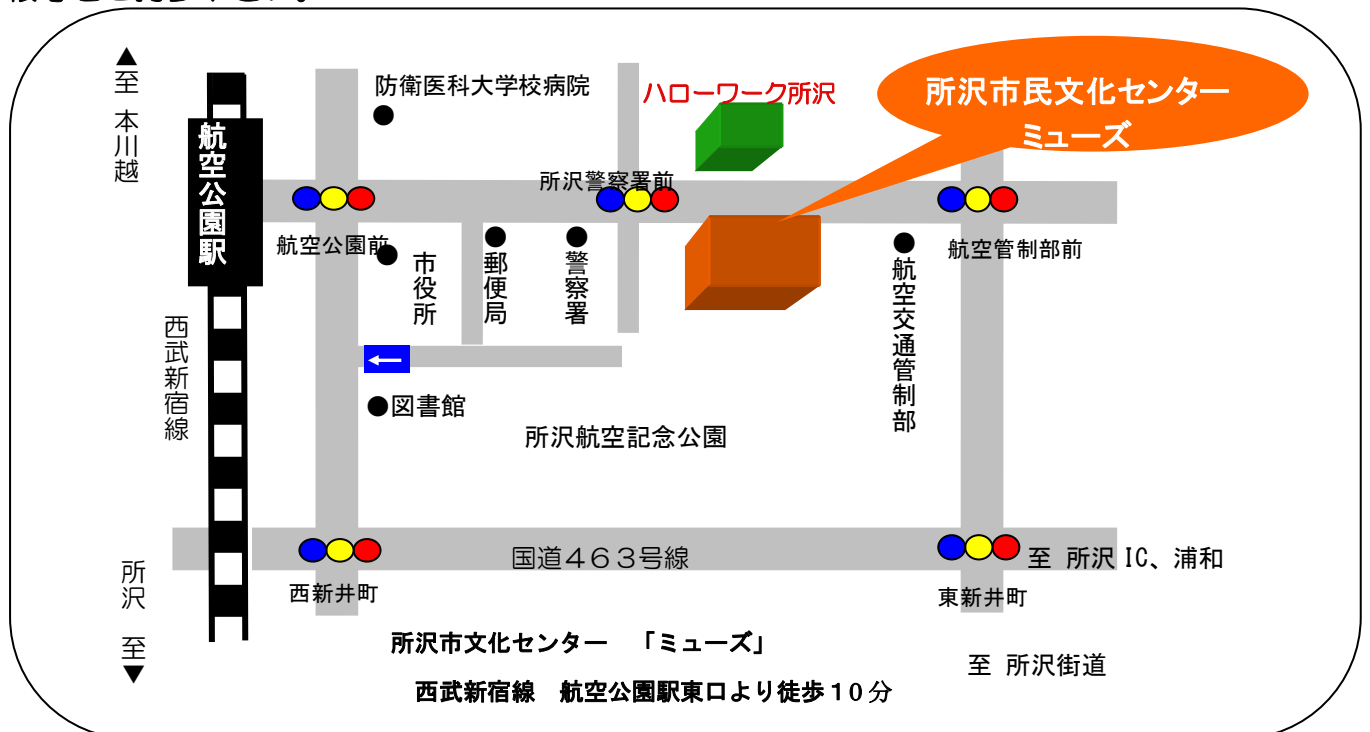 ▲至 本川越
防衛医科大学校病院
ハローワーク所沢
所沢市民文化センター
ミューズ
航空公園駅
所沢警察署前
航空公園前
市役所
郵便局
警察署
航空交通管制部
航空管制部前
西武新宿線
←
図書館
所沢航空記念公園
国道463号線
至 所沢IC、浦和
西新井町
東新井町
所沢 至▼
所沢市文化センター 「ミューズ」
至 所沢街道
西武新宿線 航空公園駅東口より徒歩10分